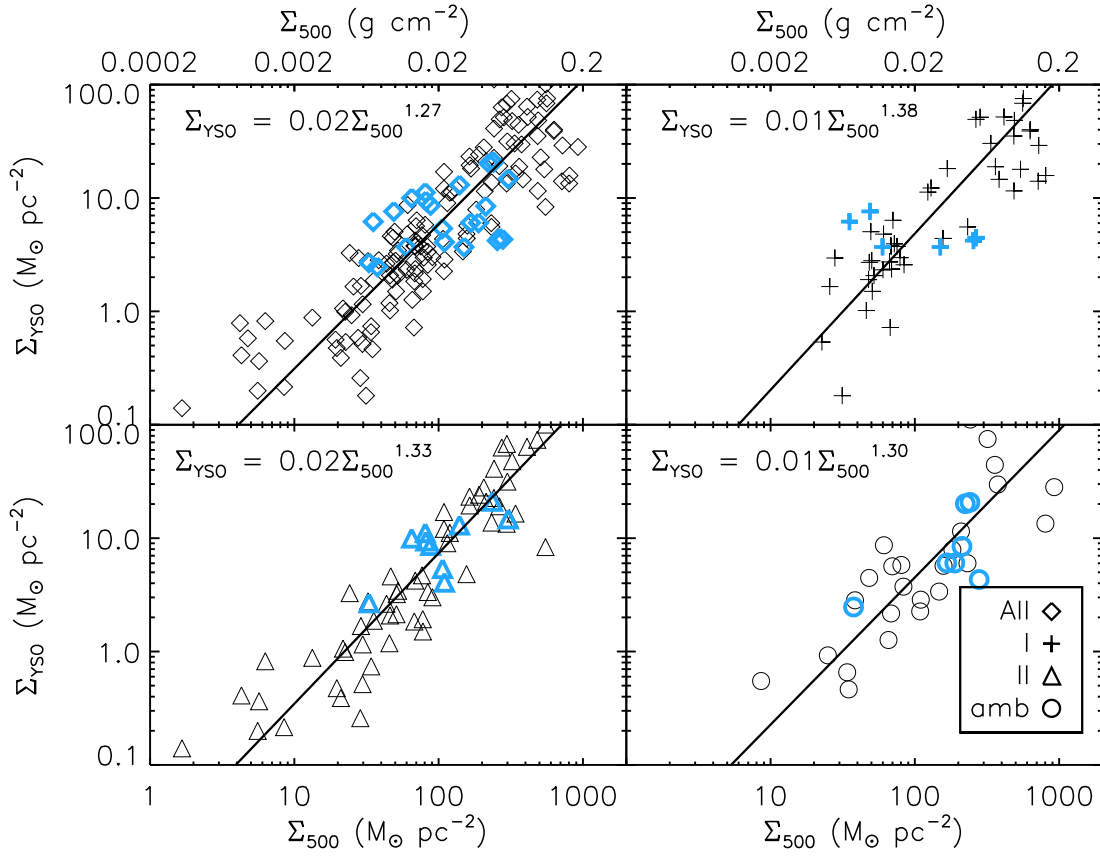 Σ500 (g cm−2) Σ500 (g cm−2)
0.0002 0.002 0.02 0.2 0.002 0.02 0.2
100.0 ΣYSO = 0.02Σ500^1.27 ΣYSO = 0.01Σ500^1.38
10.0
ΣYSO (M⊙ pc−2)
1.0
0.1
100.0 ΣYSO = 0.02Σ500^1.33 ΣYSO = 0.01Σ500^1.30
10.0
ΣYSO (M⊙ pc−2)
All
1.0 I
II
amb
0.1
1 10 100 1000 10 100 1000
Σ500 (M⊙ pc−2) Σ500 (M⊙ pc−2)